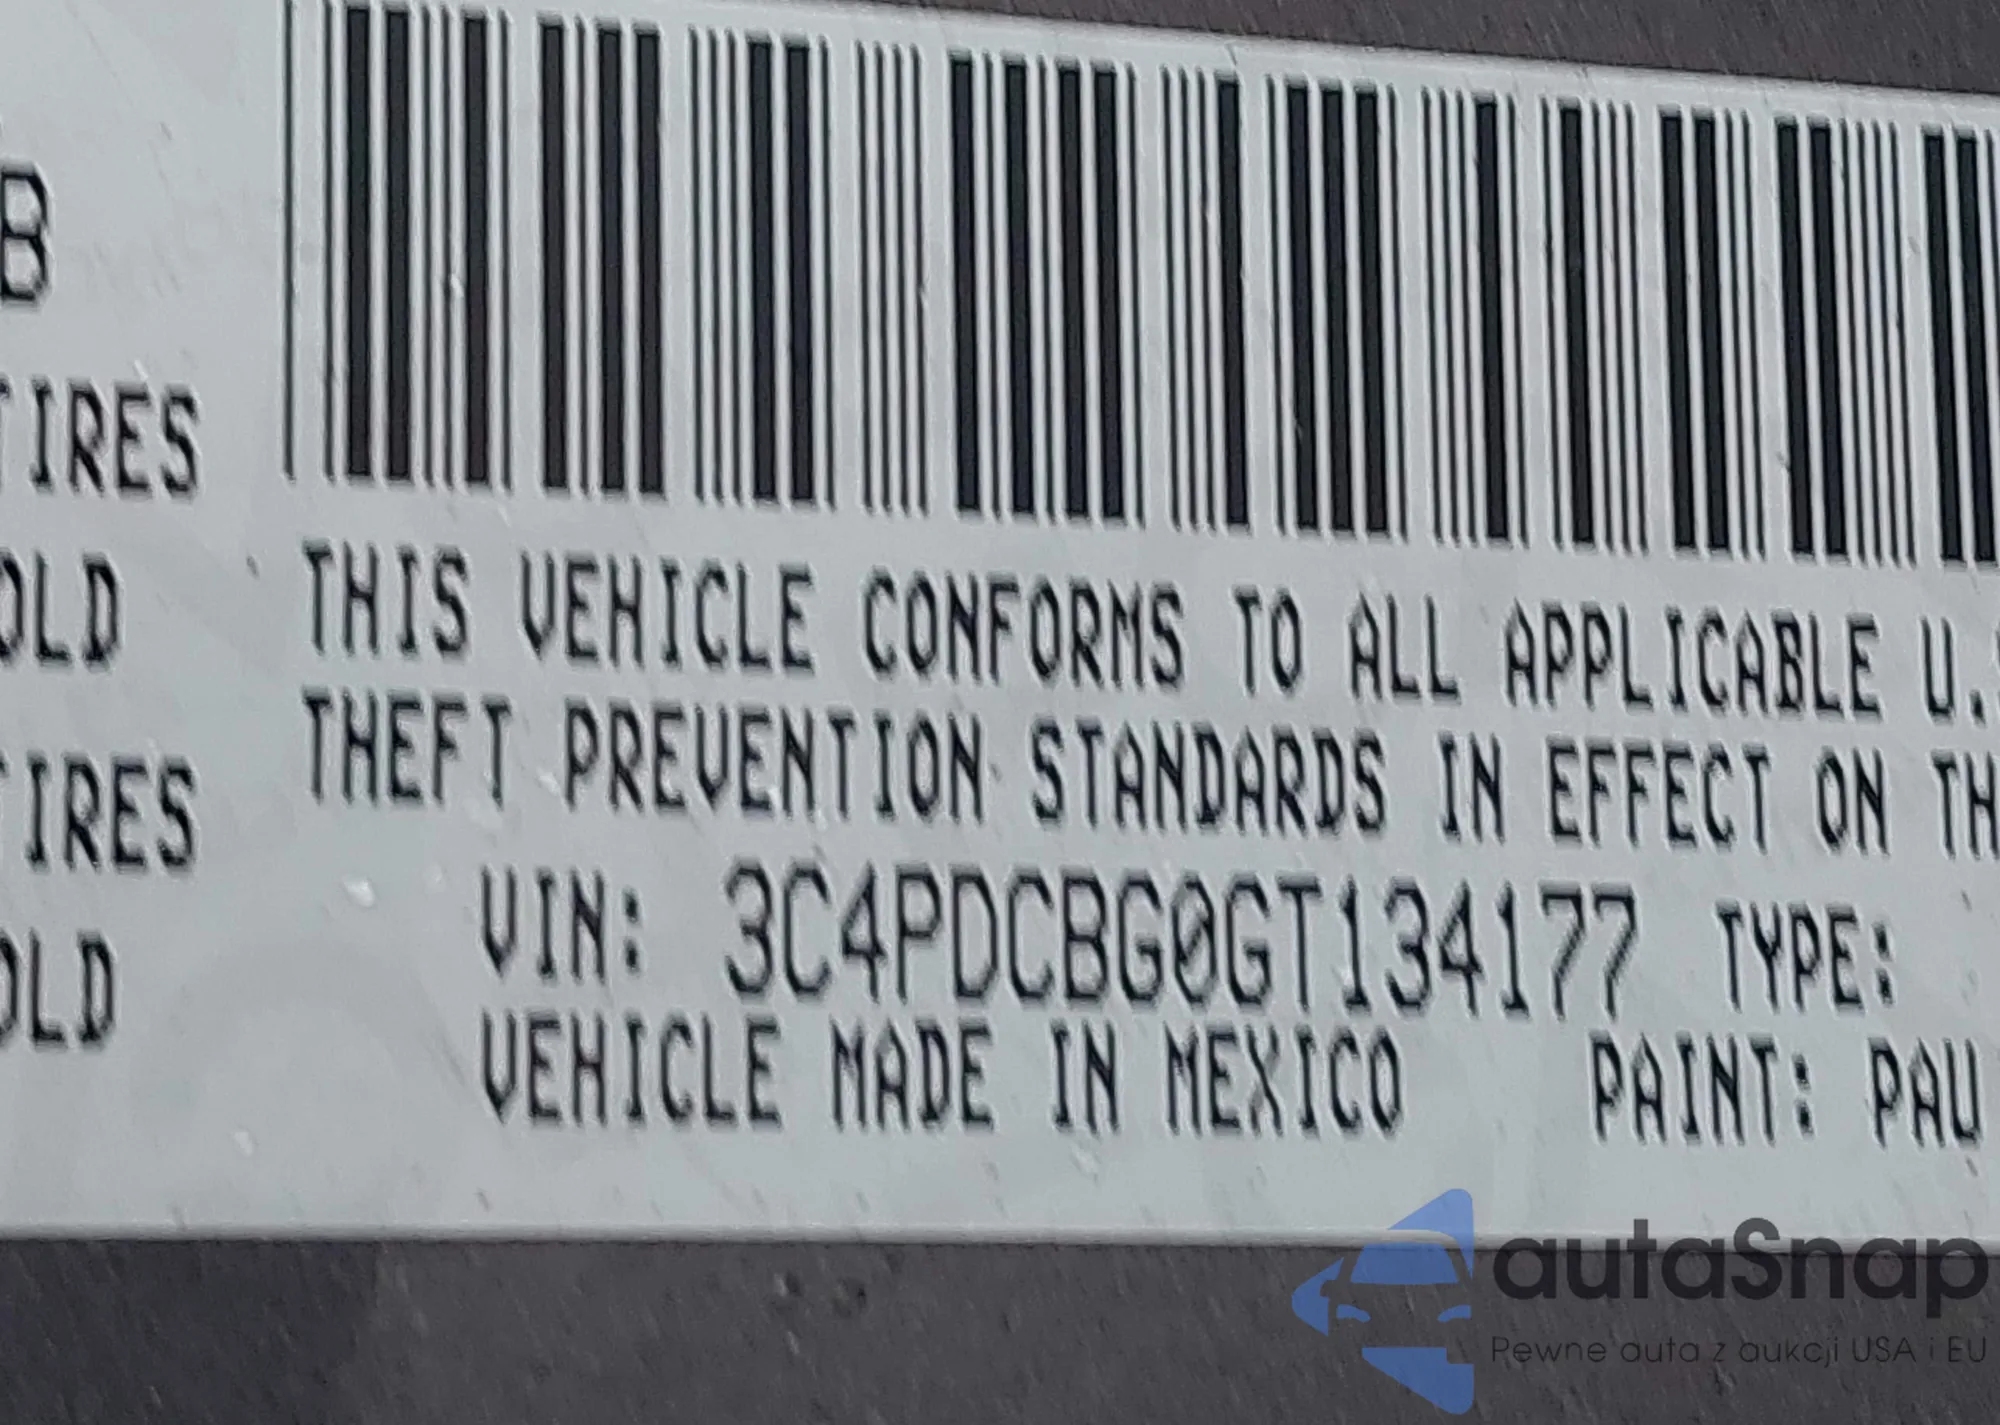 B
TIRES
OLD
TIRES
OLD
THIS VEHICLE CONFORMS TO ALL APPLICABLE U.S
THEFT PREVENTION STANDARDS IN EFFECT ON TH
VIN: 3C4PDCBG0GT134177 TYPE:
VEHICLE MADE IN MEXICO PAINT: PAU
autaSnap
Pewne auta z aukcji USA i EU